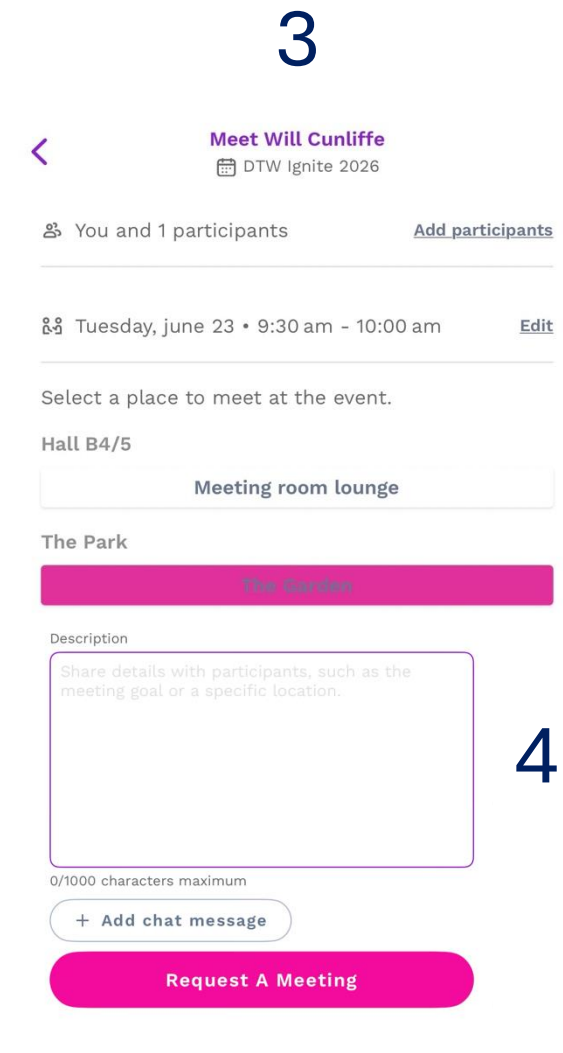 3
Meet Will Cunliffe
DTW Ignite 2026
You and 1 participants Add participants
Tuesday, june 23 • 9:30 am - 10:00 am Edit
Select a place to meet at the event.
Hall B4/5
Meeting room lounge
The Park
The Garden
Description
Share details with participants, such as the
meeting goal or a specific location.
4
0/1000 characters maximum
+ Add chat message
Request A Meeting